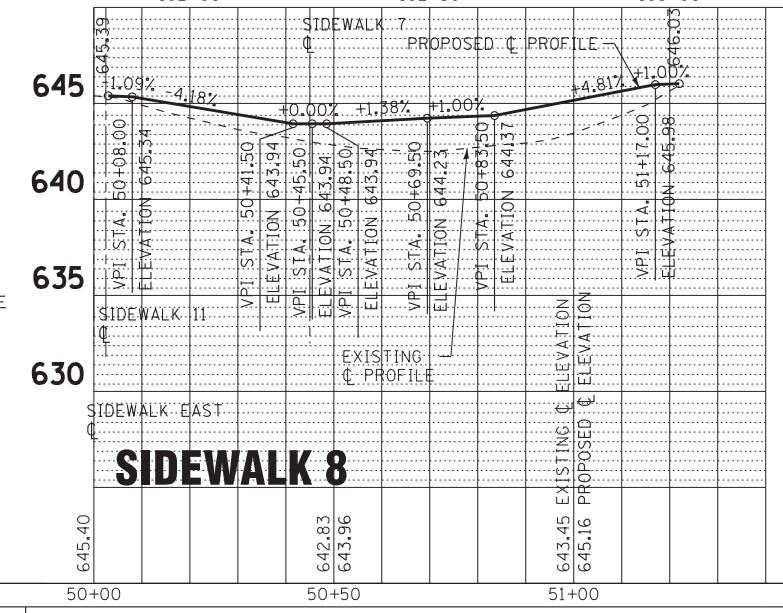 SIDEWALK 7
℄
PROPOSED ℄ PROFILE
645.39
646.03
-1.09%
-4.18%
+0.00%
+1.38%
+1.00%
+4.81%
+1.00%
645
640
635
630
VPI STA. 50+08.00
ELEVATION 645.34
VPI STA. 50+41.50
ELEVATION 643.94
VPI STA. 50+45.50
ELEVATION 643.94
VPI STA. 50+48.50
ELEVATION 643.94
VPI STA. 50+69.50
ELEVATION 644.23
VPI STA. 50+83.50
ELEVATION 644.37
VPI STA. 51+17.00
ELEVATION 645.98
SIDEWALK 11
℄
EXISTING
℄ PROFILE
SIDEWALK EAST
℄
SIDEWALK 8
645.40
642.83
643.96
643.45 EXISTING ℄ ELEVATION
645.16 PROPOSED ℄ ELEVATION
50+00
50+50
51+00